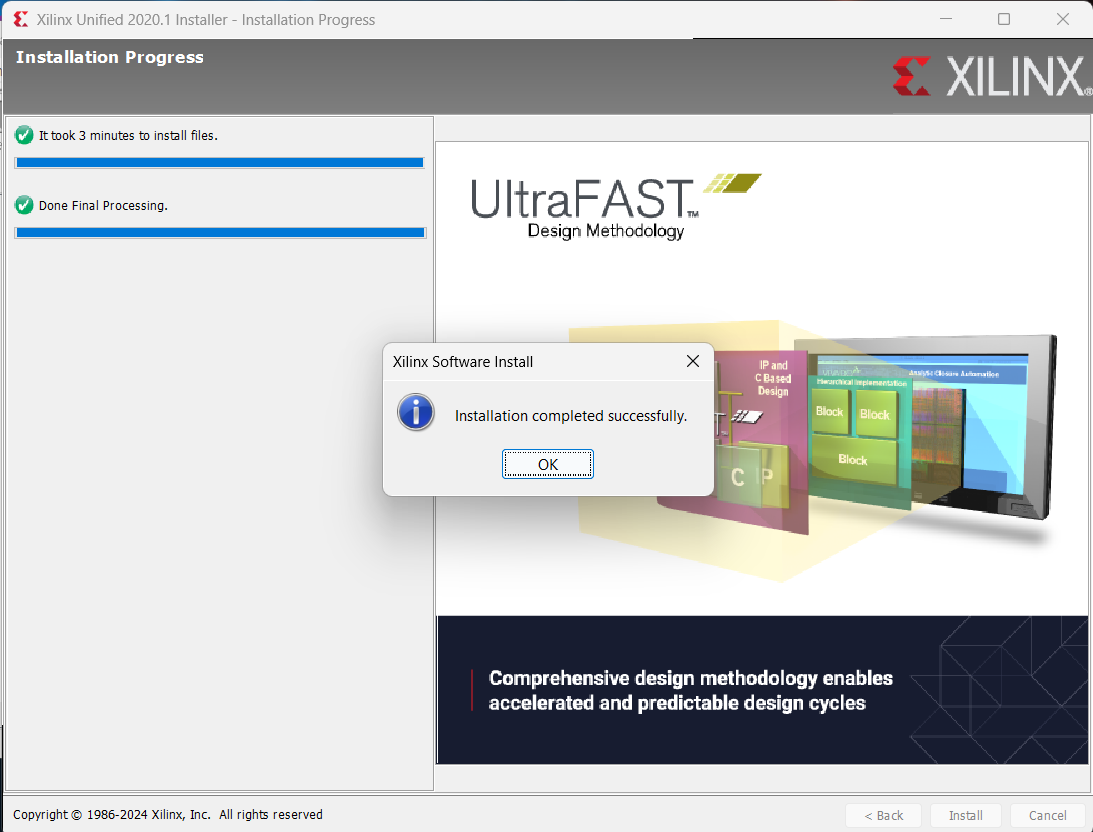 Xilinx Unified 2020.1 Installer - Installation Progress
Installation Progress
XILINX®
It took 3 minutes to install files.
Done Final Processing.
UltraFAST™
Design Methodology
Xilinx Software Install
Installation completed successfully.
OK
IP and
C Based
Design
C
P
Hierarchical Implementation
Block
Block
Block
Closure Automation
Comprehensive design methodology enables
accelerated and predictable design cycles
Copyright © 1986-2024 Xilinx, Inc.  All rights reserved
< Back
Install
Cancel